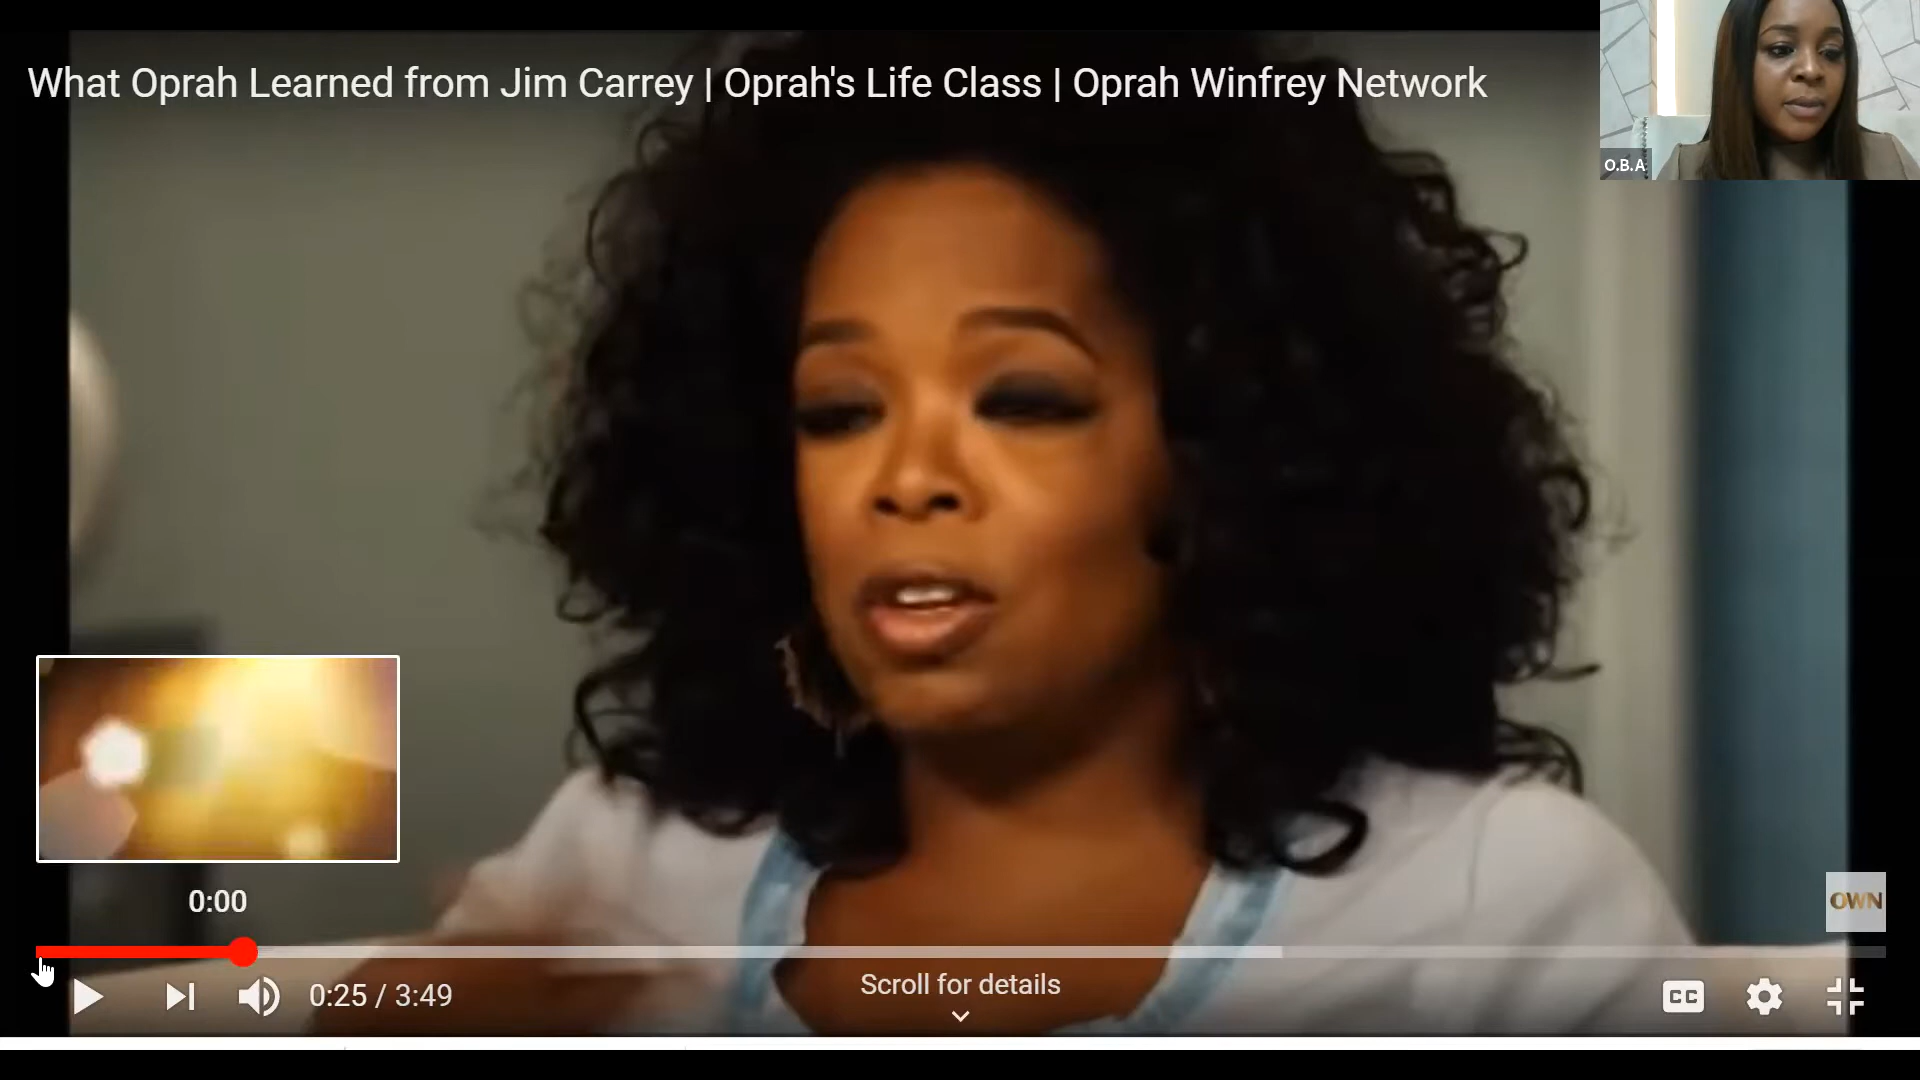 What Oprah Learned from Jim Carrey | Oprah's Life Class | Oprah Winfrey Network
O.B.A
OWN
0:00
0:25 / 3:49
Scroll for details
CC